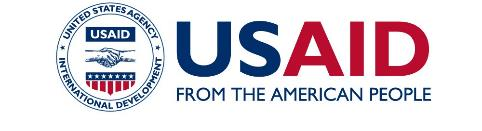 UNITED STATES AGENCY
USAID
INTERNATIONAL DEVELOPMENT
USAID
FROM THE AMERICAN PEOPLE